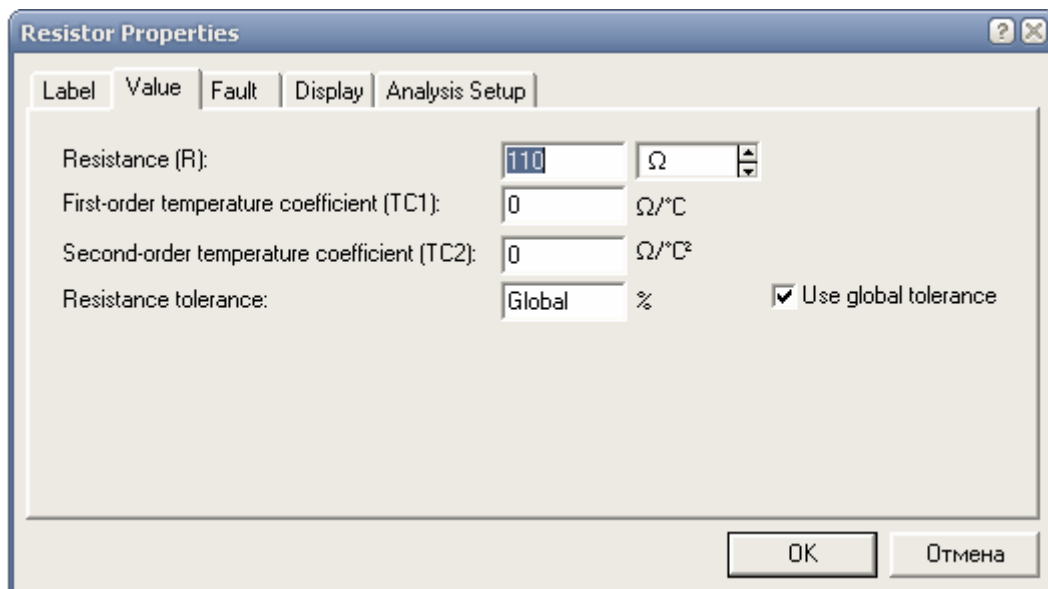 Resistor Properties
Label Value Fault Display Analysis Setup
Resistance (R): 110 Ω
First-order temperature coefficient (TC1): 0 Ω/°C
Second-order temperature coefficient (TC2): 0 Ω/°C²
Resistance tolerance: Global % Use global tolerance
OK Отмена